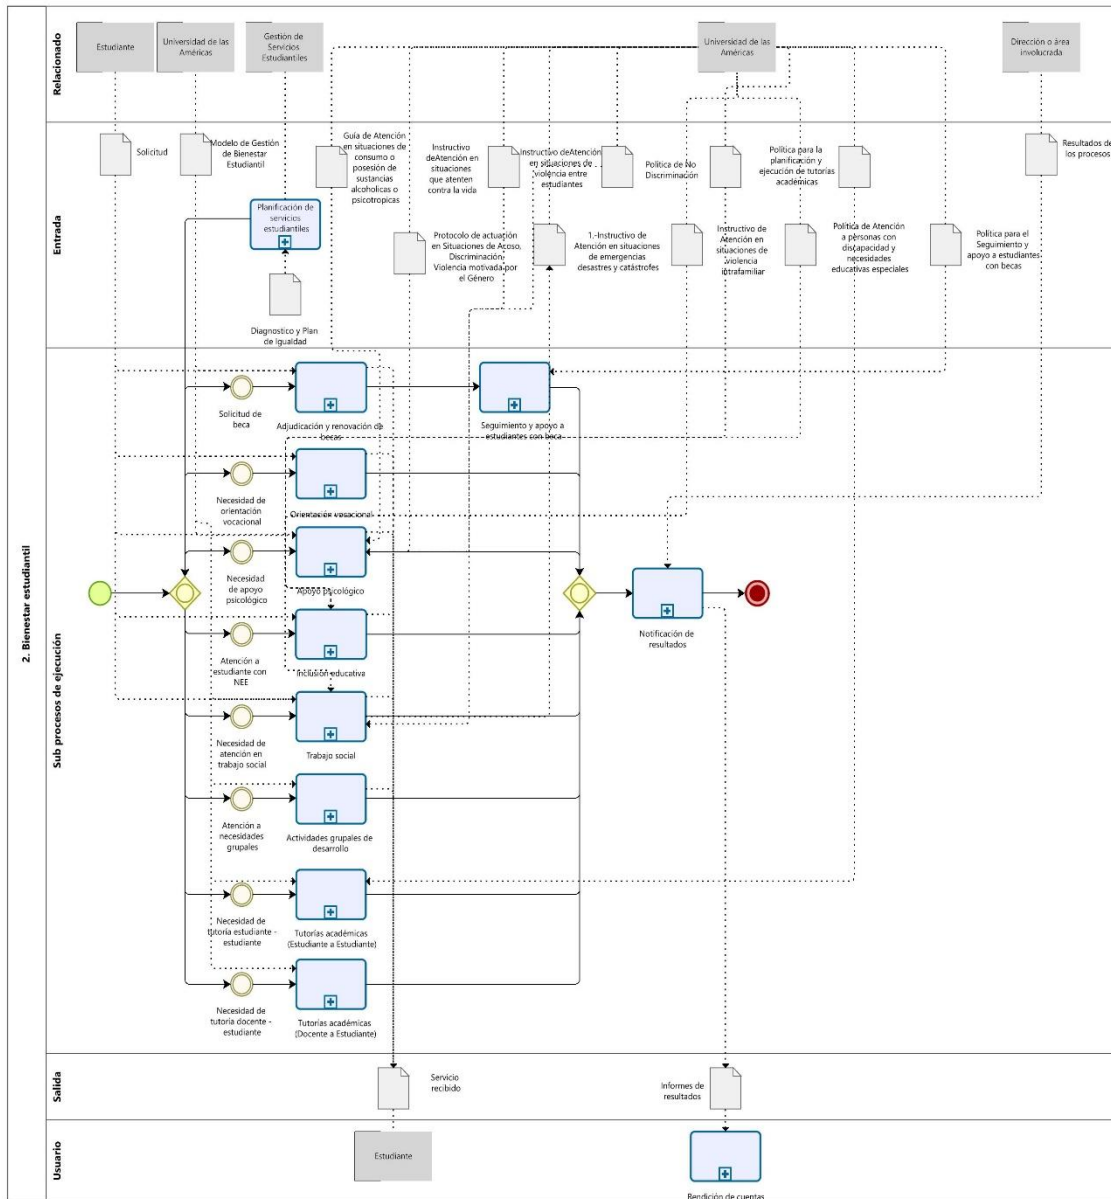 2. Bienestar estudiantil
Relacionado
Estudiante
Universidad de las
Américas
Gestión de
Servicios
Estudiantiles
Universidad de las
Américas
Dirección o área
involucrada
Entrada
Solicitud
Modelo de Gestión
de Bienestar
Estudiantil
Guía de Atención
en situaciones de
consumo o
posesión de
sustancias
alcoholicas o
psicotropicas
Instructivo
deAtención en
situaciones
que atenten
contra la vida
Instructivo deAtención
en situaciones de
violencia entre
estudiantes
Política de No
Discriminación
Política para la
planificación y
ejecución de tutorías
académicas
Resultados de
los procesos
Planificación de
servicios
estudiantiles
Protocolo de actuación
en Situaciones de Acoso,
Discriminación
Violencia motivada por
el Género
1.-Instructivo de
Atención en situaciones
de emergencias
desastres y catástrofes
Instructivo de
Atención en
situaciones de
violencia
intrafamiliar
Política de Atención
a personas con
discapacidad y
necesidades
educativas especiales
Política para el
Seguimiento y
apoyo a estudiantes
con becas
Diagnostico y Plan
de Igualdad
Sub procesos de ejecución
Solicitud de
beca
Adjudicación y renovación de
becas
Seguimiento y apoyo a
estudiantes con beca
Necesidad de
orientación
vocacional
Orientación vocacional
Necesidad
de apoyo
psicológico
Apoyo psicológico
Atención a
estudiante con
NEE
Inclusión educativa
Notificación de
resultados
Necesidad de
atención en
trabajo social
Trabajo social
Atención a
necesidades
grupales
Actividades grupales de
desarrollo
Necesidad de
tutoría estudiante -
estudiante
Tutorías académicas
(Estudiante a Estudiante)
Necesidad de
tutoría docente -
estudiante
Tutorías académicas
(Docente a Estudiante)
Salida
Servicio
recibido
Informes de
resultados
Usuario
Estudiante
Rendición de cuentas